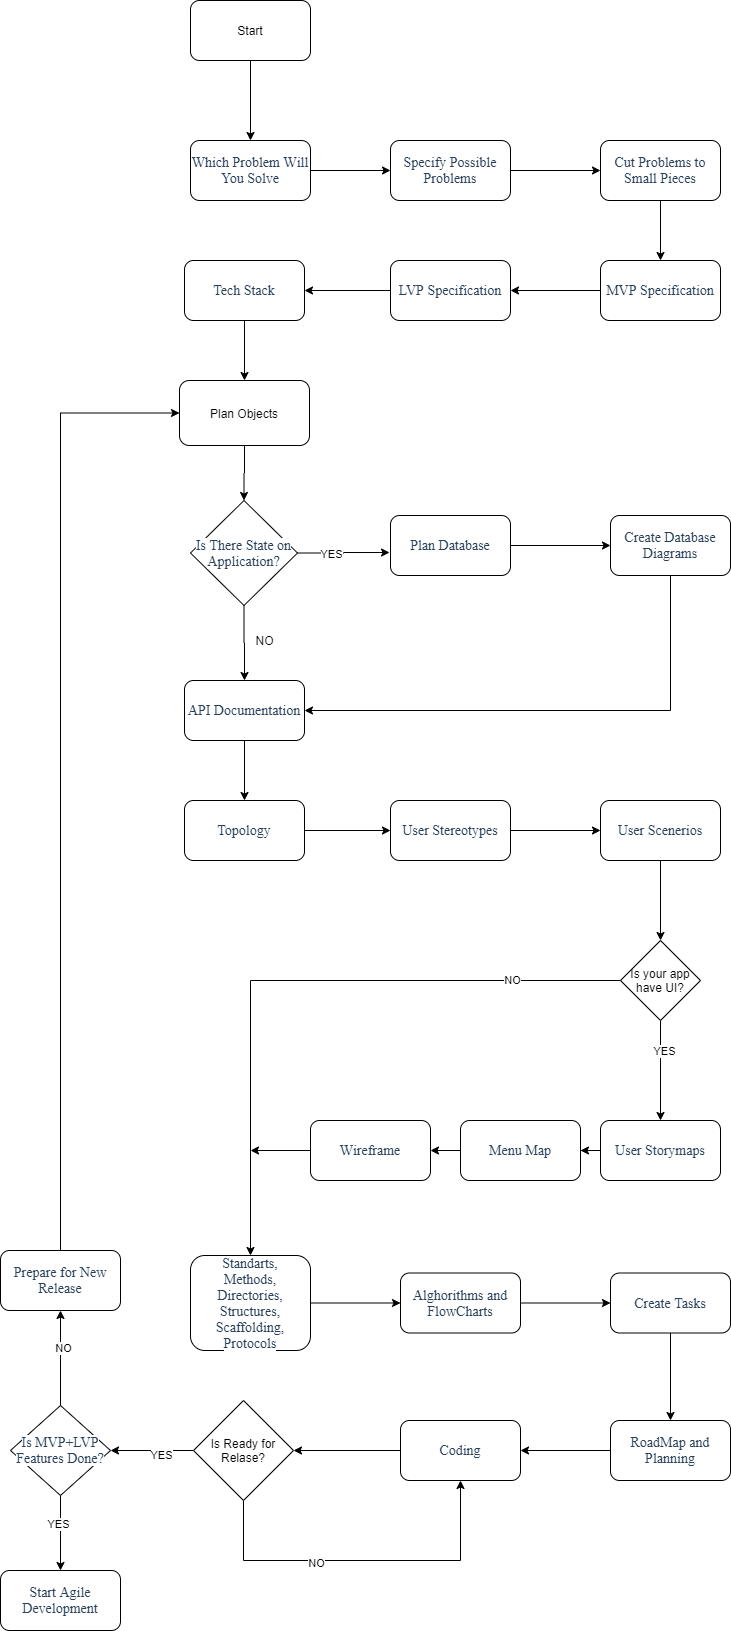 Start
Which Problem Will
You Solve
Specify Possible
Problems
Cut Problems to
Small Pieces
Tech Stack
LVP Specification
MVP Specification
Plan Objects
Is There State on
Application?
YES
Plan Database
Create Database
Diagrams
NO
API Documentation
Topology
User Stereotypes
User Scenerios
Is your app
have UI?
NO
YES
Wireframe
Menu Map
User Storymaps
Prepare for New
Release
Standarts,
Methods,
Directories,
Structures,
Scaffolding,
Protocols
Alghorithms and
FlowCharts
Create Tasks
NO
Is MVP+LVP
Features Done?
YES
Is Ready for
Relase?
Coding
RoadMap and
Planning
YES
NO
Start Agile
Development